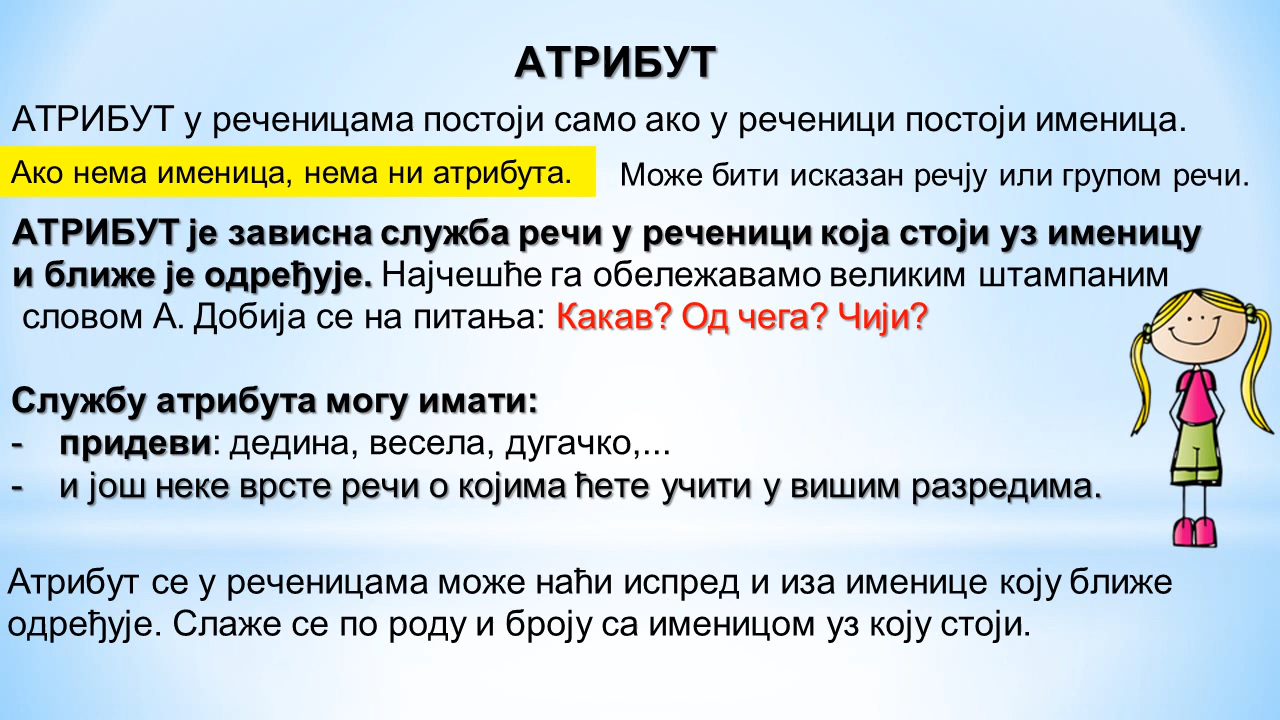 АТРИБУТ
АТРИБУТ у реченицама постоји само ако у реченици постоји именица.
Ако нема именица, нема ни атрибута.
Може бити исказан речју или групом речи.
АТРИБУТ је зависна служба речи у реченици која стоји уз именицу
и ближе је одређује. Најчешће га обележавамо великим штампаним
словом А. Добија се на питања: Какав? Од чега? Чији?
Службу атрибута могу имати:
- придеви: дедина, весела, дугачко,...
- и још неке врсте речи о којима ћете учити у вишим разредима.
Атрибут се у реченицама може наћи испред и иза именице коју ближе
одређује. Слаже се по роду и броју са именицом уз коју стоји.